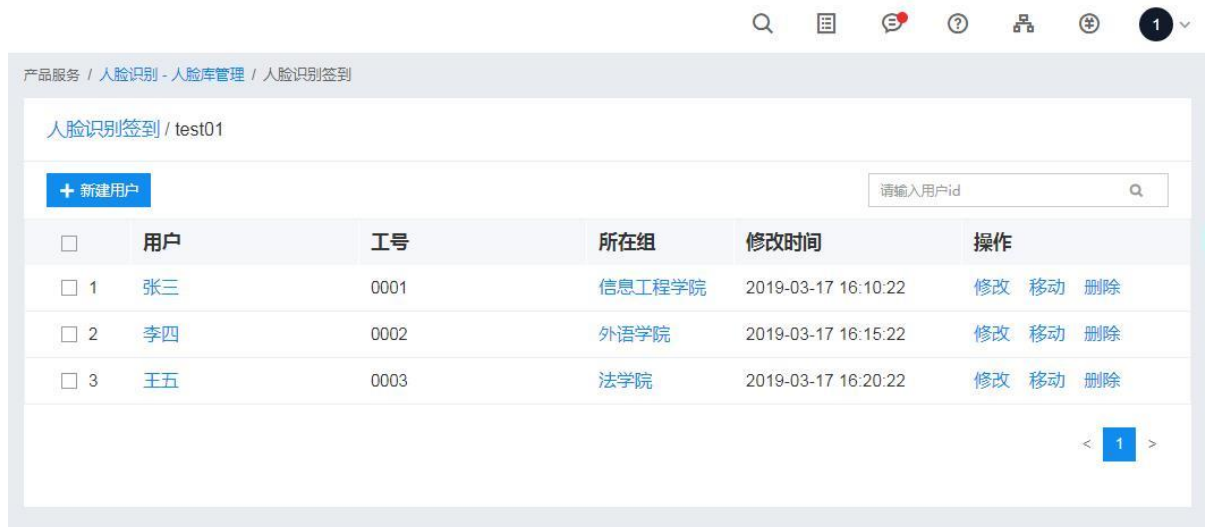 1
产品服务 / 人脸识别 - 人脸库管理 / 人脸识别签到
人脸识别签到 / test01
+ 新建用户 请输入用户id
用户 工号 所在组 修改时间 操作
1 张三 0001 信息工程学院 2019-03-17 16:10:22 修改 移动 删除
2 李四 0002 外语学院 2019-03-17 16:15:22 修改 移动 删除
3 王五 0003 法学院 2019-03-17 16:20:22 修改 移动 删除
< 1 >